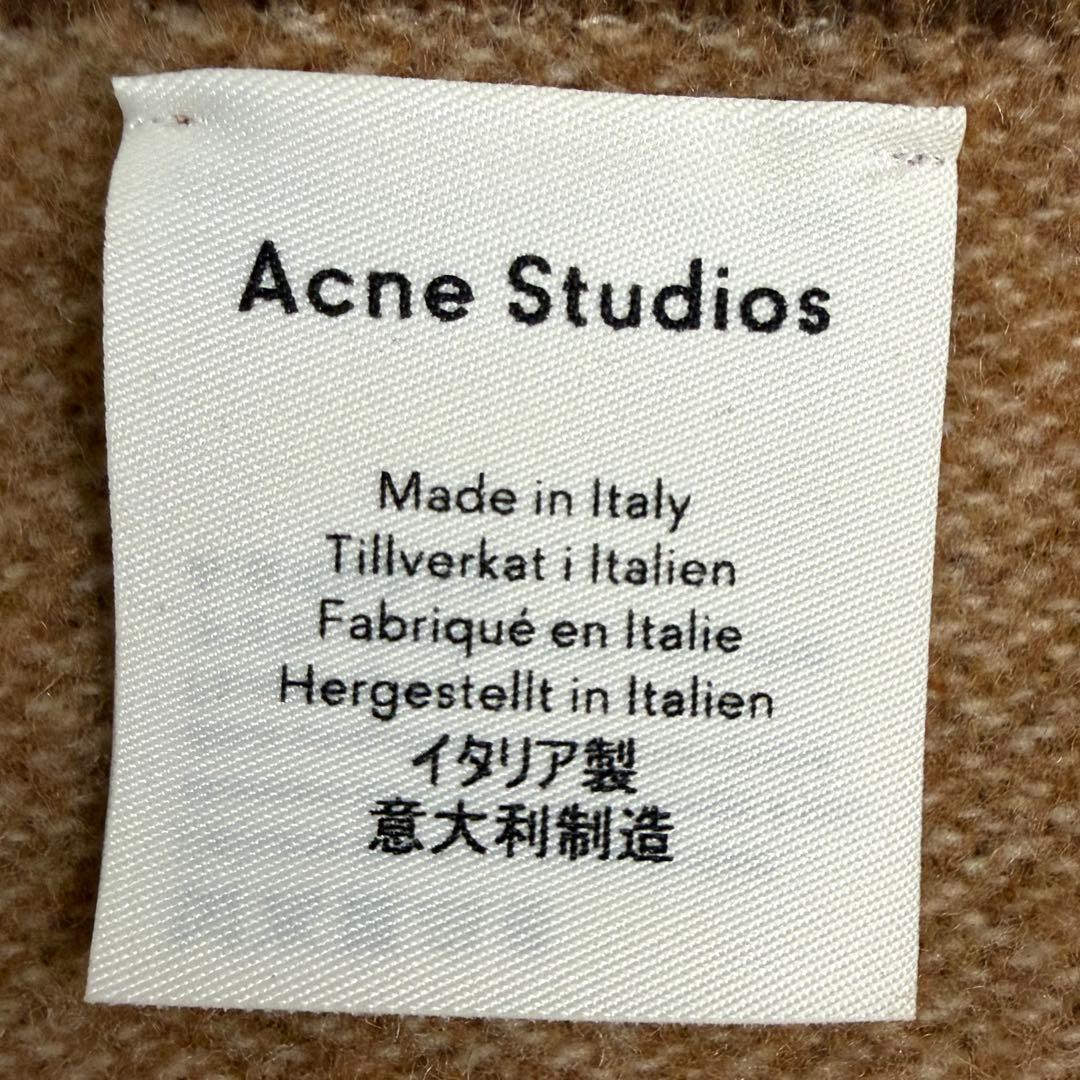 Acne Studios
Made in Italy
Tillverkat i Italien
Fabriqué en Italie
Hergestellt in Italien
イタリア製
意大利制造